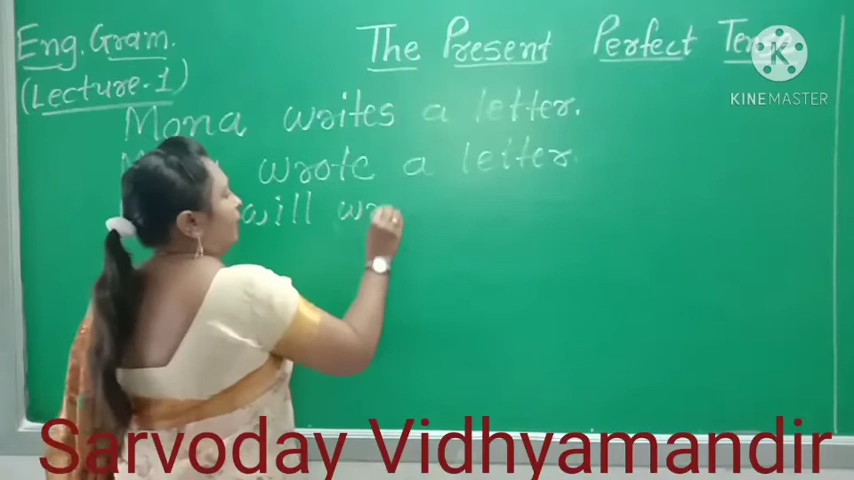 Eng. Gram. The Present Perfect Tense
(Lecture-1)
KINEMASTER
Mona writes a letter.
wrote a letter.
will
Sarvoday Vidhyamandir